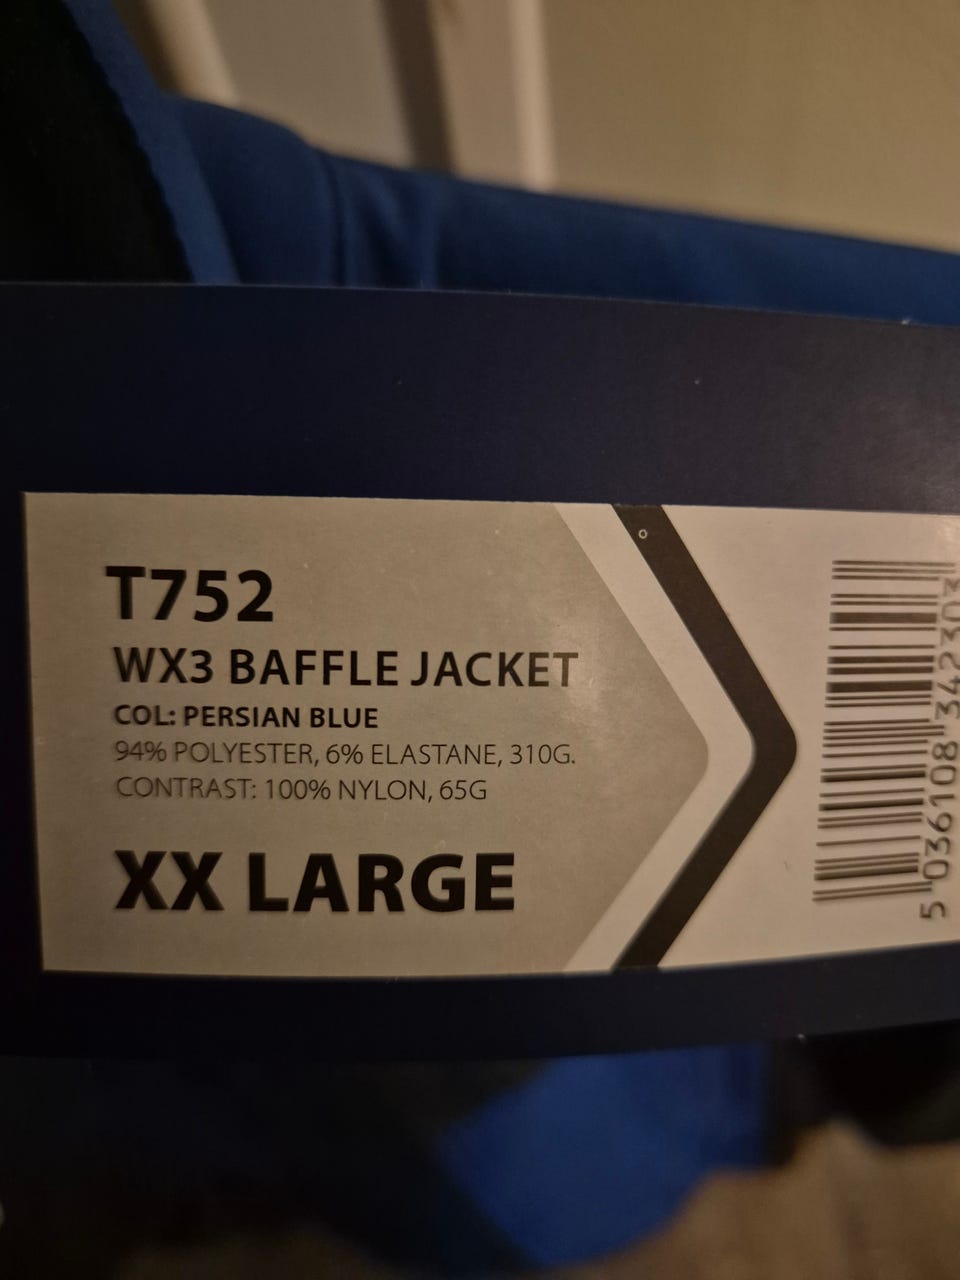 T752
WX3 BAFFLE JACKET
COL: PERSIAN BLUE
94% POLYESTER, 6% ELASTANE, 310G.
CONTRAST: 100% NYLON, 65G
XX LARGE
5 036108 342303